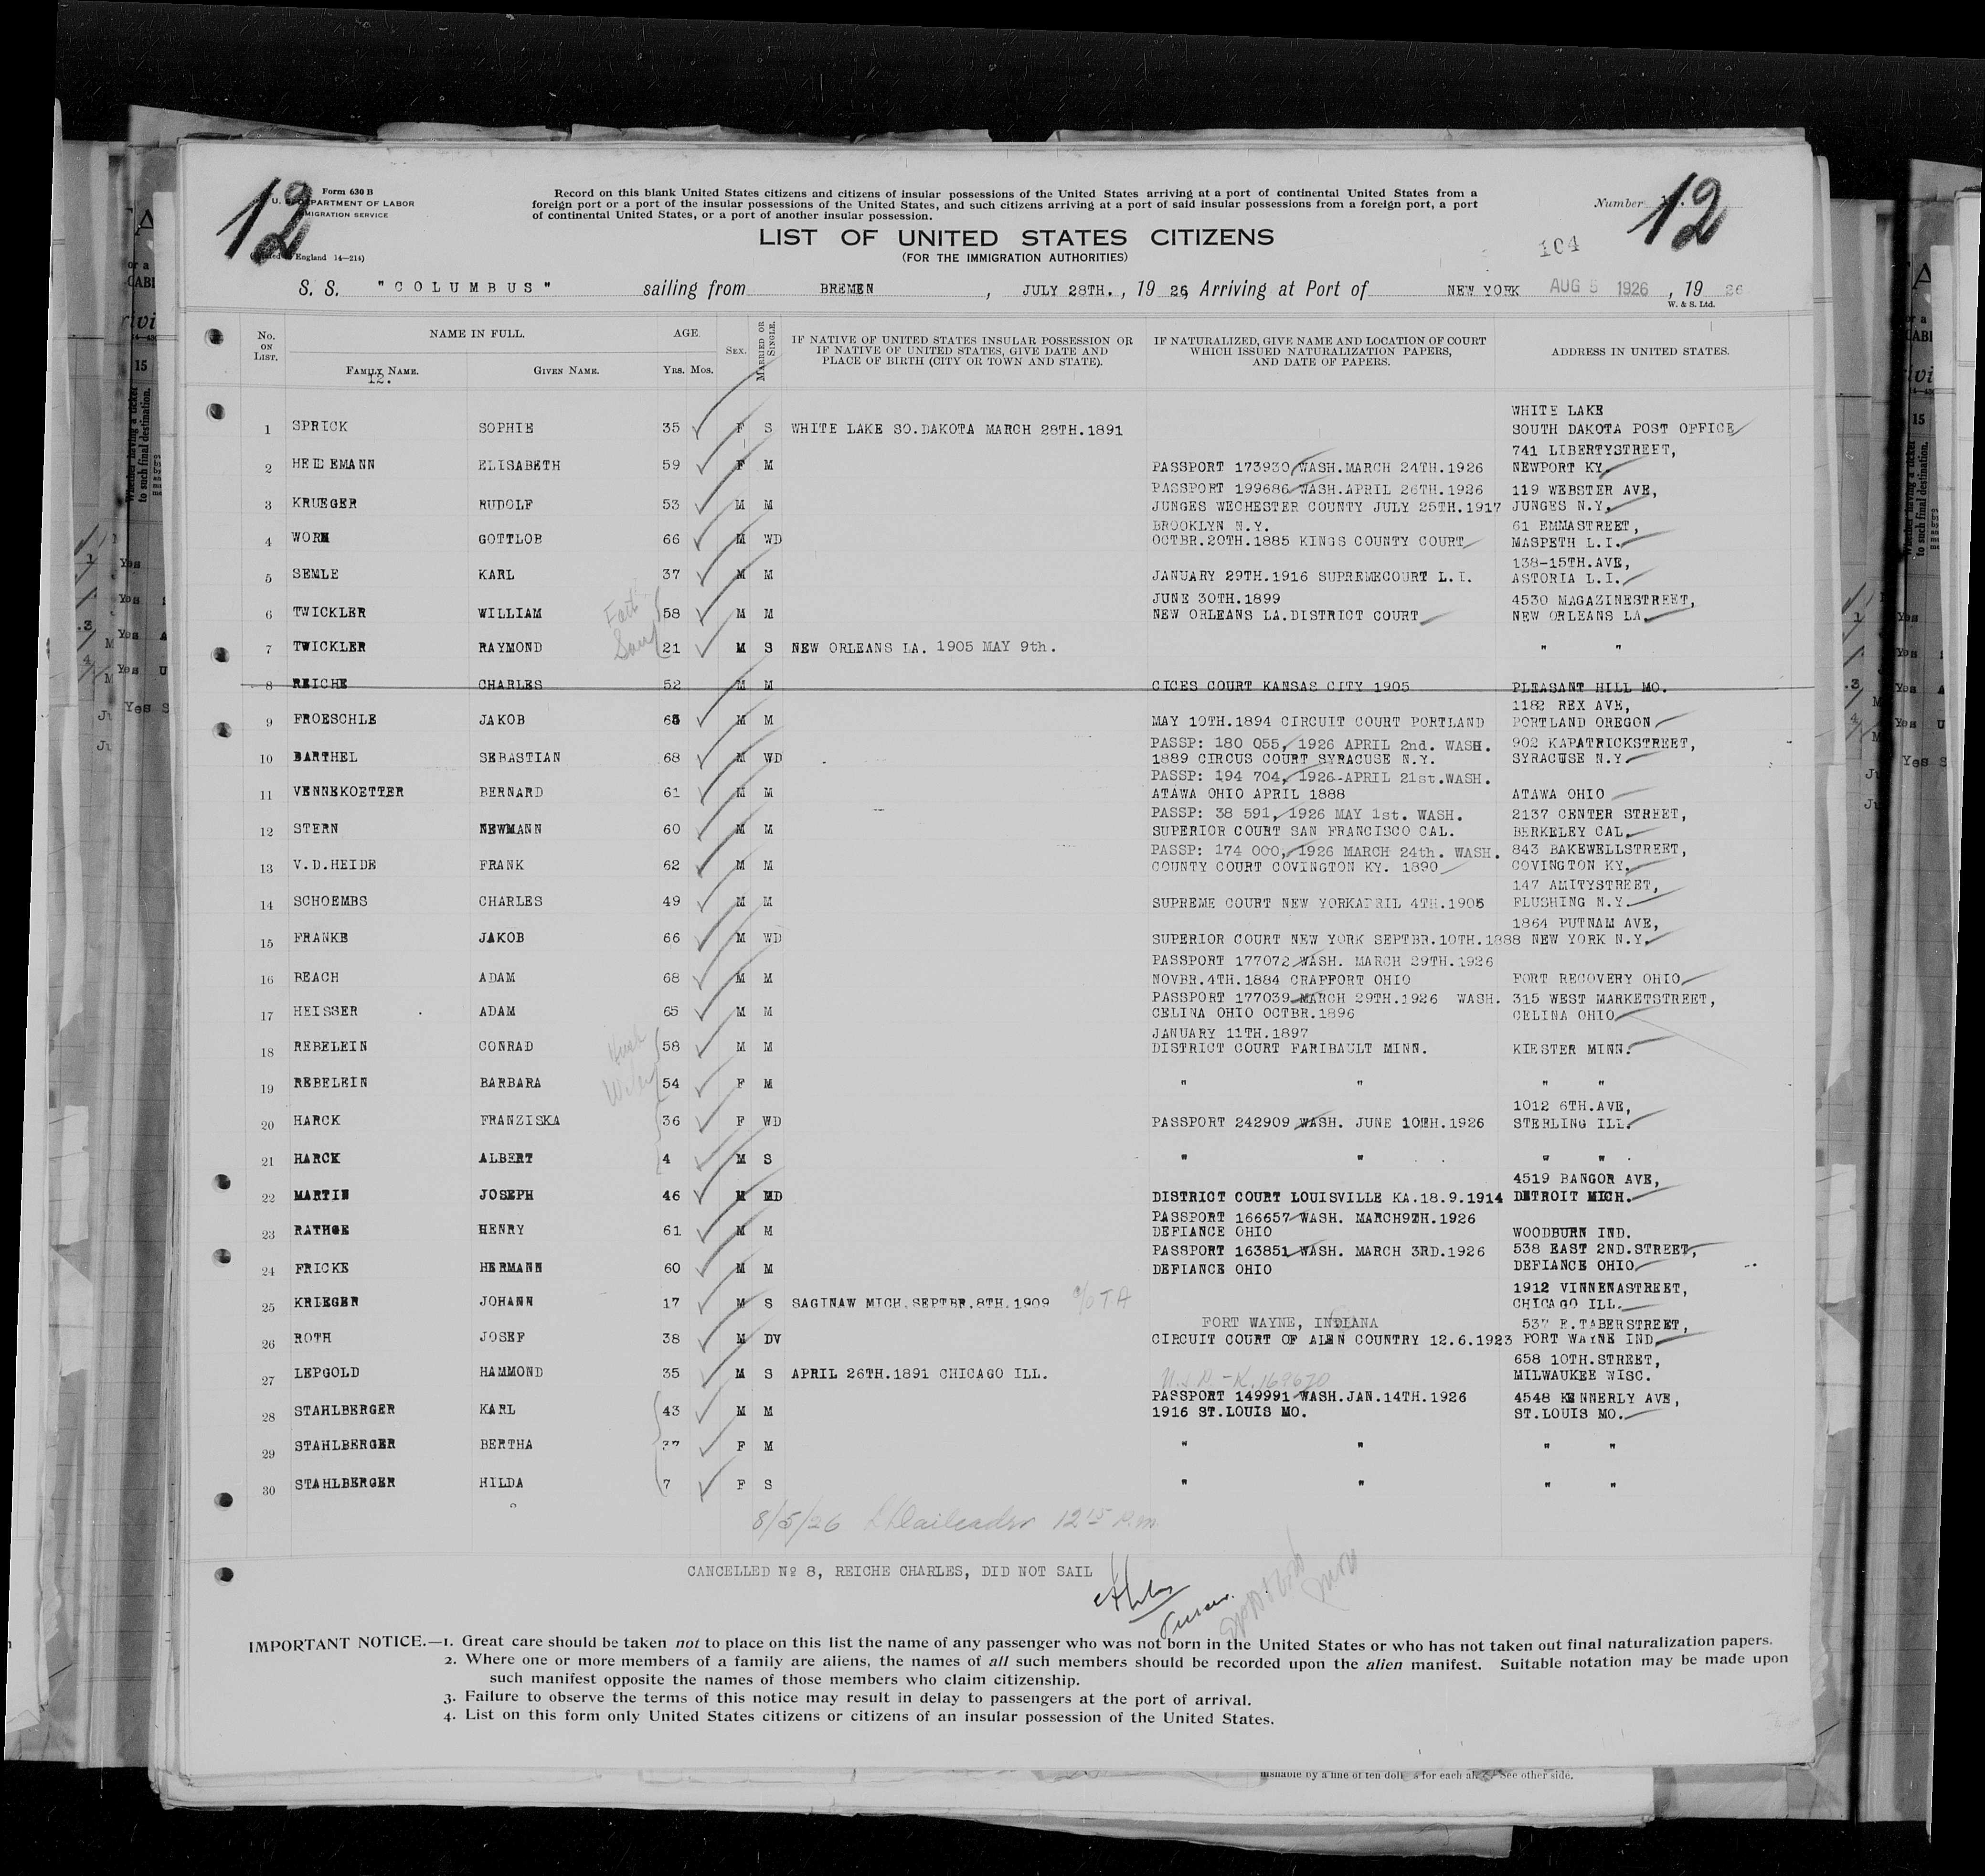 12
Form 630 B
U. S. DEPARTMENT OF LABOR
IMMIGRATION SERVICE
England 14—214)
Record on this blank United States citizens and citizens of insular possessions of the United States arriving at a port of continental United States from a
foreign port or a port of the insular possessions of the United States, and such citizens arriving at a port of said insular possessions from a foreign port, a port
of continental United States, or a port of another insular possession.
Number 12
LIST OF UNITED STATES CITIZENS
(FOR THE IMMIGRATION AUTHORITIES)
104
S. S. "COLUMBUS" sailing from BREMEN, JULY 28TH., 1926, Arriving at Port of NEW YORK AUG 5 1926, 19 26
W. & S. Ltd.
No. ON LIST. NAME IN FULL. AGE SEX. MARRIED OR SINGLE. IF NATIVE OF UNITED STATES INSULAR POSSESSION OR IF NATIVE OF UNITED STATES, GIVE DATE AND PLACE OF BIRTH (CITY OR TOWN AND STATE). IF NATURALIZED, GIVE NAME AND LOCATION OF COURT WHICH ISSUED NATURALIZATION PAPERS, AND DATE OF PAPERS. ADDRESS IN UNITED STATES.
FAMILY NAME. GIVEN NAME. YRS. MOS.
12.
WHITE LAKE
1 SPRICK SOPHIE 35 F S WHITE LAKE SO.DAKOTA MARCH 28TH.1891 SOUTH DAKOTA POST OFFICE
741 LIBERTYSTREET,
2 HEIDEMANN ELISABETH 59 F M PASSPORT 173930 WASH.MARCH 24TH.1926 NEWPORT KY
PASSPORT 199686 WASH.APRIL 26TH.1926 119 WEBSTER AVE,
3 KRUEGER RUDOLF 53 M M JUNGES WECHESTER COUNTY JULY 25TH.1917 JUNGES N.Y.
BROOKLYN N.Y. 61 EMMASTREET,
4 WORM GOTTLOB 66 M WD OCTBR.20TH.1885 KINGS COUNTY COURT MASPETH L.I.
138-15TH.AVE,
5 SEMLE KARL 37 M M JANUARY 29TH.1916 SUPREMECOURT L.I. ASTORIA L.I.
JUNE 30TH.1899 4530 MAGAZINESTREET,
6 TWICKLER WILLIAM 58 M M NEW ORLEANS LA.DISTRICT COURT NEW ORLEANS LA
7 TWICKLER RAYMOND 21 M S NEW ORLEANS LA. 1905 MAY 9th. " "
8 REICHE CHARLES 52 M M CICES COURT KANSAS CITY 1905 PLEASANT HILL MO.
1182 REX AVE,
9 FROESCHLE JAKOB M M MAY 10TH.1894 CIRCUIT COURT PORTLAND PORTLAND OREGON
PASSP: 180 055, 1926 APRIL 2nd. WASH. 902 KAPATRICKSTREET,
10 BARTHEL SEBASTIAN 68 M WD 1889 CIRCUS COURT SYRACUSE N.Y. SYRACUSE N.Y
PASSP: 194 704, 1926-APRIL 21st.WASH.
11 VENNEKOETTER BERNARD 61 M M ATAWA OHIO APRIL 1888 ATAWA OHIO
PASSP: 38 591, 1926 MAY 1st. WASH. 2137 CENTER STREET,
12 STERN NEWMANN 60 M M SUPERIOR COURT SAN FRANCISCO CAL. BERKELEY CAL.
PASSP: 174 000, 1926 MARCH 24th. WASH. 843 BAKEWELLSTREET,
13 V.D.HEIDE FRANK 62 M M COUNTY COURT COVINGTON KY. 1890 COVINGTON KY.
147 AMITYSTREET,
14 SCHOEMBS CHARLES 49 M M SUPREME COURT NEW YORKAPRIL 4TH.1905 FLUSHING N.Y.
1864 PUTNAM AVE,
15 FRANKE JAKOB 66 M WD SUPERIOR COURT NEW YORK SEPTBR.10TH.1888 NEW YORK N.Y.
PASSPORT 177072 WASH. MARCH 29TH.1926
16 BEACH ADAM 68 M M NOVBR.4TH.1884 CRAFFORT OHIO FORT RECOVERY OHIO
PASSPORT 177039 MARCH 29TH.1926 WASH. 315 WEST MARKETSTREET,
17 HEISSER ADAM 65 M M CELINA OHIO OCTBR.1896 CELINA OHIO
JANUARY 11TH.1897
18 REBELEIN CONRAD 58 M M DISTRICT COURT FARIBAULT MINN. KIESTER MINN.
19 REBELEIN BARBARA 54 F M " " " "
1012 6TH.AVE,
20 HARCK FRANZISKA 36 F WD PASSPORT 242909 WASH. JUNE 10TH.1926 STERLING ILL.
21 HARCK ALBERT 4 M S " " " "
4519 BANGOR AVE,
22 MARTIN JOSEPH 46 M DISTRICT COURT LOUISVILLE KA.18.9.1914 DETROIT MICH.
PASSPORT 166657 WASH. MARCH9TH.1926
23 RATHGE HENRY 61 M M DEFIANCE OHIO WOODBURN IND.
PASSPORT 163851 WASH. MARCH 3RD.1926 538 EAST 2ND.STREET,
24 FRICKE HERMANN 60 M M DEFIANCE OHIO DEFIANCE OHIO
1912 VINNENASTREET,
25 KRIEGER JOHANN 17 M S SAGINAW MICH.SEPTBR.8TH.1909 CHICAGO ILL.
FORT WAYNE, INDIANA 537 E.TABERSTREET,
26 ROTH JOSEF 38 M DV CIRCUIT COURT OF ALEN COUNTRY 12.6.1923 FORT WAYNE IND
658 10TH.STREET,
27 LEPGOLD HAMMOND 35 M S APRIL 26TH.1891 CHICAGO ILL. MILWAUKEE WISC.
PASSPORT 149991 WASH.JAN.14TH.1926 4548 KENNERLY AVE,
28 STAHLBERGER KARL 43 M M 1916 ST.LOUIS MO. ST.LOUIS MO.
29 STAHLBERGER BERTHA 37 F M " " " "
30 STAHLBERGER HILDA 7 F S " " " "
8/5/26 12 15 P.M.
CANCELLED No 8, REICHE CHARLES, DID NOT SAIL
IMPORTANT NOTICE.—1. Great care should be taken not to place on this list the name of any passenger who was not born in the United States or who has not taken out final naturalization papers.
2. Where one or more members of a family are aliens, the names of all such members should be recorded upon the alien manifest. Suitable notation may be made upon
such manifest opposite the names of those members who claim citizenship.
3. Failure to observe the terms of this notice may result in delay to passengers at the port of arrival.
4. List on this form only United States citizens or citizens of an insular possession of the United States.
by a fine of ten for each See other side.